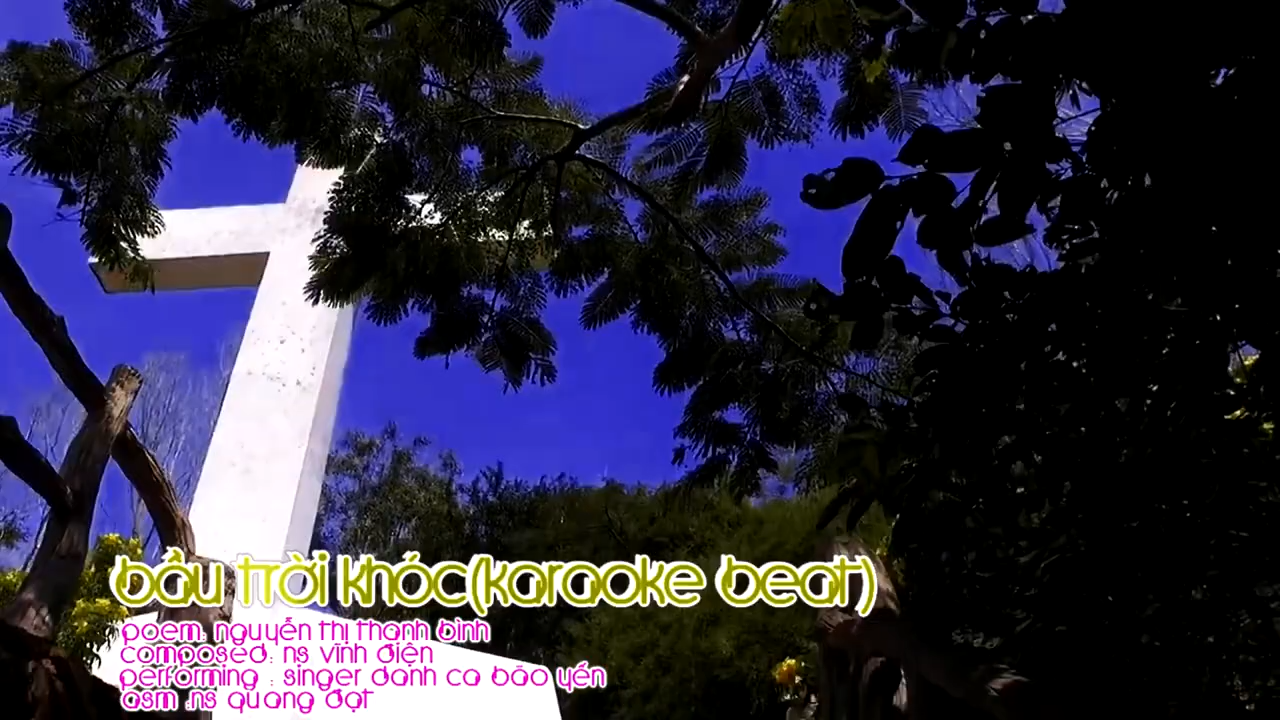 bầu trời khóc(karaoke beat)
poem: nguyễn thị thanh bình
composed: ns vĩnh điện
performing : singer danh ca bảo yến
asm :ns quang đạt